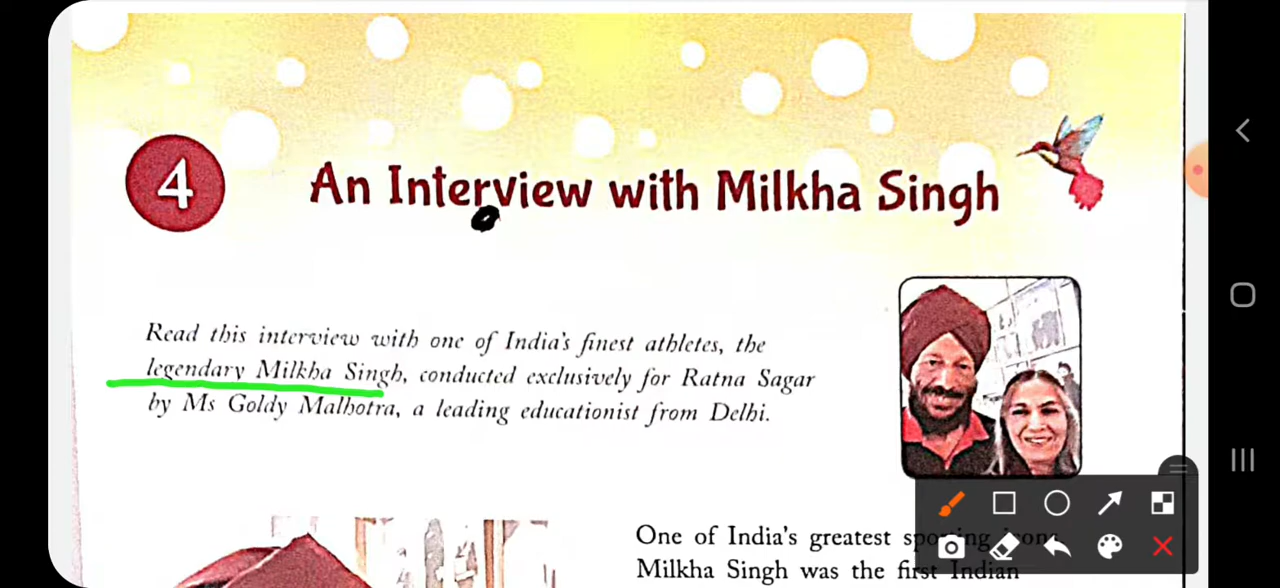 4
An Interview with Milkha Singh
Read this interview with one of India's finest athletes, the
legendary Milkha Singh, conducted exclusively for Ratna Sagar
by Ms Goldy Malhotra, a leading educationist from Delhi.
One of India's greatest sporting icons,
Milkha Singh was the first Indian